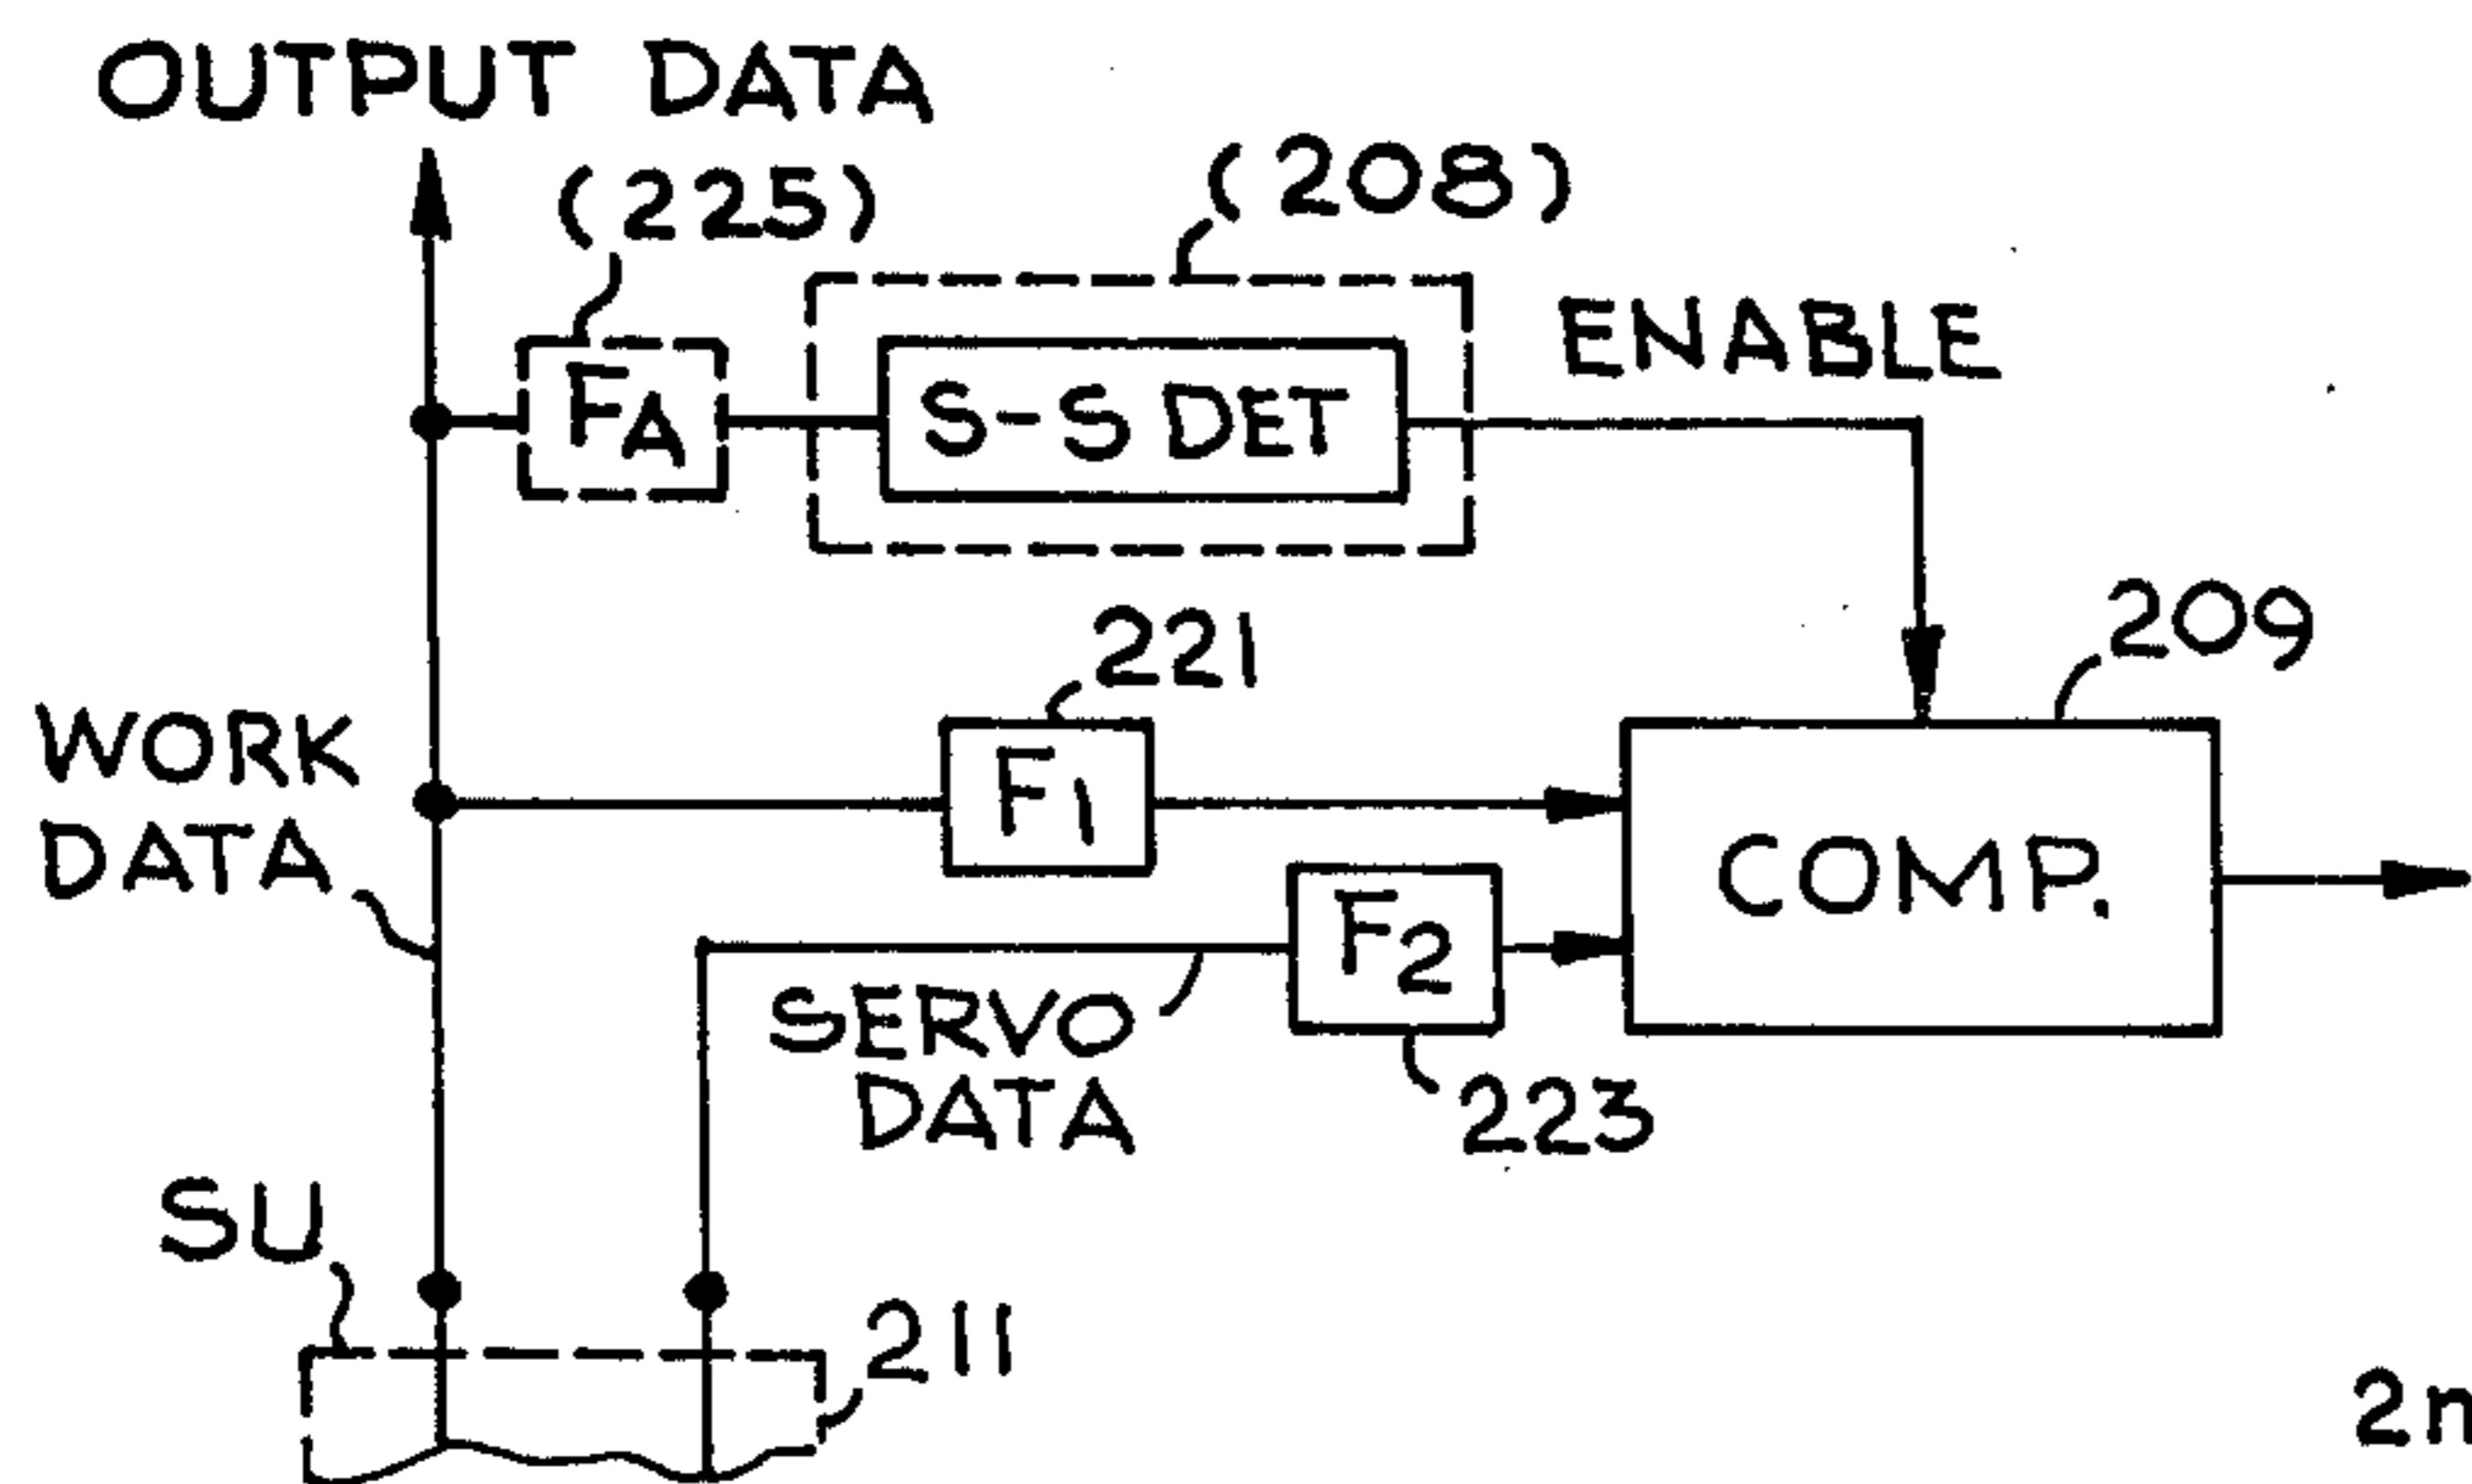 OUTPUT DATA
(225)
(208)
FA
S-S DET
ENABLE
209
221
WORK
DATA
F1
COMP.
F2
SERVO
DATA
223
SU
211
2n